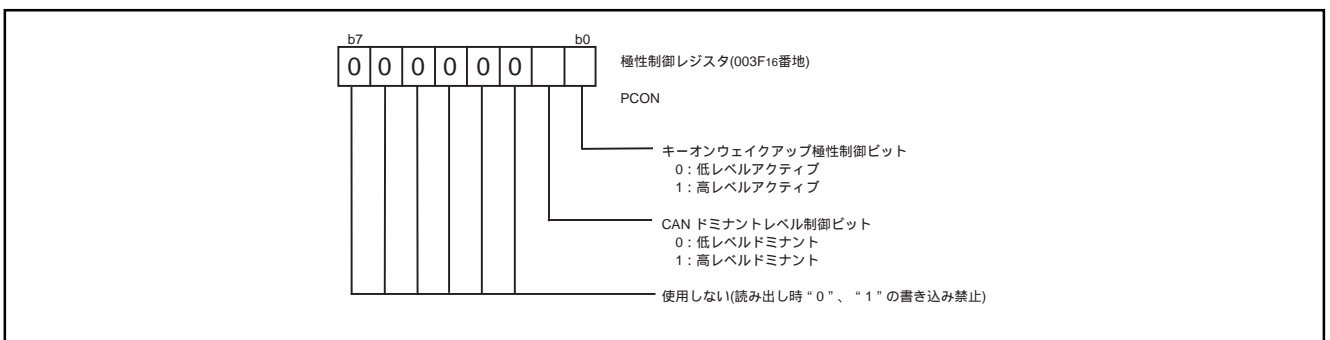 b7 b0
0 0 0 0 0 0
極性制御レジスタ(003F16番地)
PCON
キーオンウェイクアップ極性制御ビット
0：低レベルアクティブ
1：高レベルアクティブ
CAN ドミナントレベル制御ビット
0：低レベルドミナント
1：高レベルドミナント
使用しない(読み出し時 “ 0 ” 、 “ 1 ” の書き込み禁止)